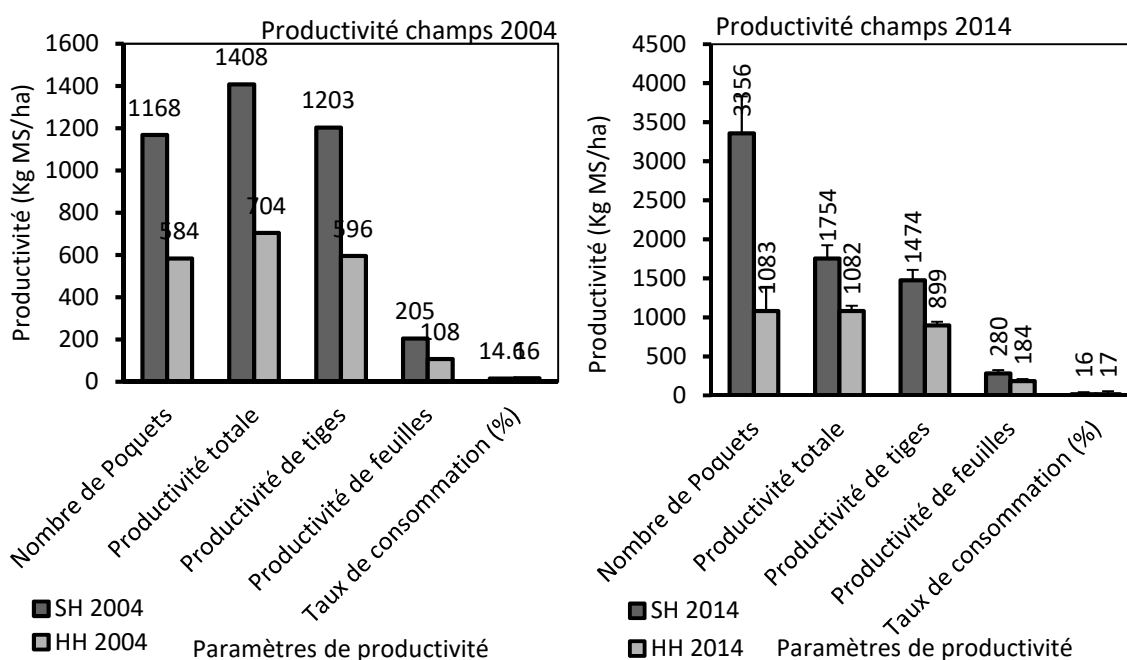 Productivité champs 2004
Productivité (Kg MS/ha)
1600
1400
1200
1000
800
600
400
200
0
1168
584
1408
704
1203
596
205
108
14.6
16
Nombre de Poquets
Productivité totale
Productivité de tiges
Productivité de feuilles
Taux de consommation (%)
SH 2004
HH 2004
Paramètres de productivité
Productivité champs 2014
Productivité (Kg MS/ha)
4500
4000
3500
3000
2500
2000
1500
1000
500
0
3356
1083
1754
1082
1474
899
280
184
16
17
Nombre de Poquets
Productivité totale
Productivité de tiges
Productivité de feuilles
Taux de consommation (%)
SH 2014
HH 2014
Paramètres de productivité